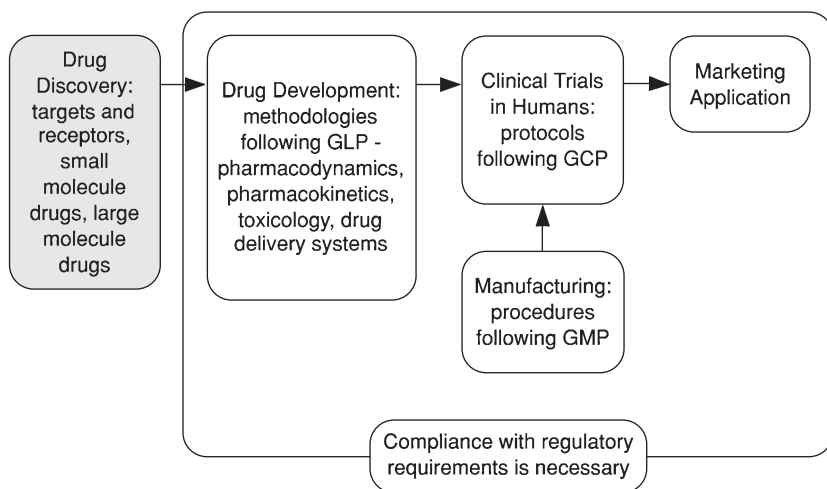 Drug
Discovery:
targets and
receptors,
small
molecule
drugs, large
molecule
drugs
Drug Development:
methodologies
following GLP -
pharmacodynamics,
pharmacokinetics,
toxicology, drug
delivery systems
Clinical Trials
in Humans:
protocols
following GCP
Marketing
Application
Manufacturing:
procedures
following GMP
Compliance with regulatory
requirements is necessary